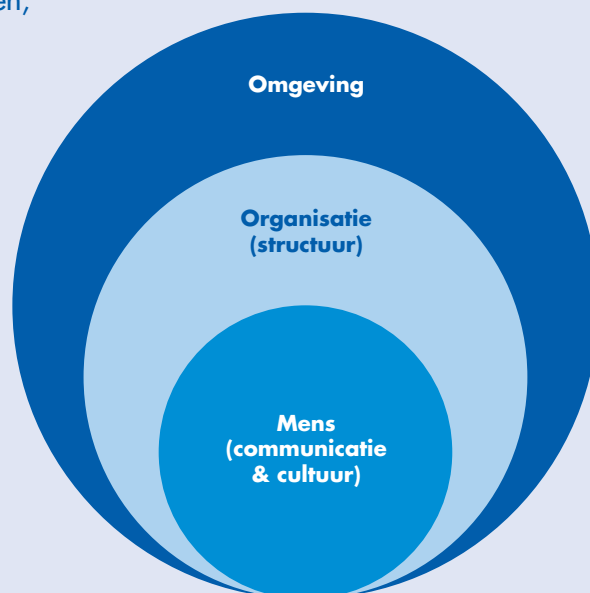 Omgeving
Organisatie
(structuur)
Mens
(communicatie
& cultuur)